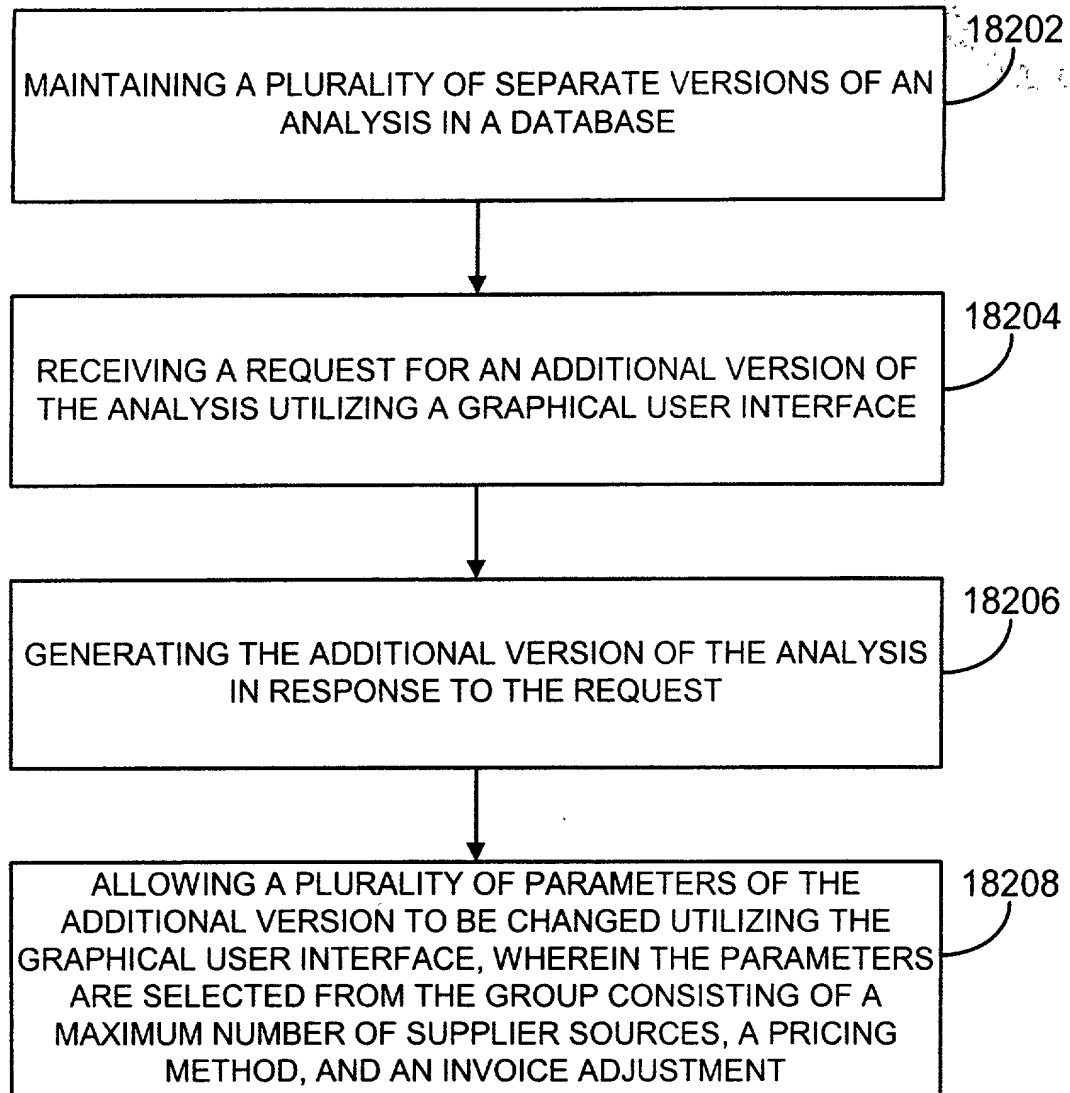 18202
MAINTAINING A PLURALITY OF SEPARATE VERSIONS OF AN
ANALYSIS IN A DATABASE
18204
RECEIVING A REQUEST FOR AN ADDITIONAL VERSION OF
THE ANALYSIS UTILIZING A GRAPHICAL USER INTERFACE
18206
GENERATING THE ADDITIONAL VERSION OF THE ANALYSIS
IN RESPONSE TO THE REQUEST
18208
ALLOWING A PLURALITY OF PARAMETERS OF THE
ADDITIONAL VERSION TO BE CHANGED UTILIZING THE
GRAPHICAL USER INTERFACE, WHEREIN THE PARAMETERS
ARE SELECTED FROM THE GROUP CONSISTING OF A
MAXIMUM NUMBER OF SUPPLIER SOURCES, A PRICING
METHOD, AND AN INVOICE ADJUSTMENT